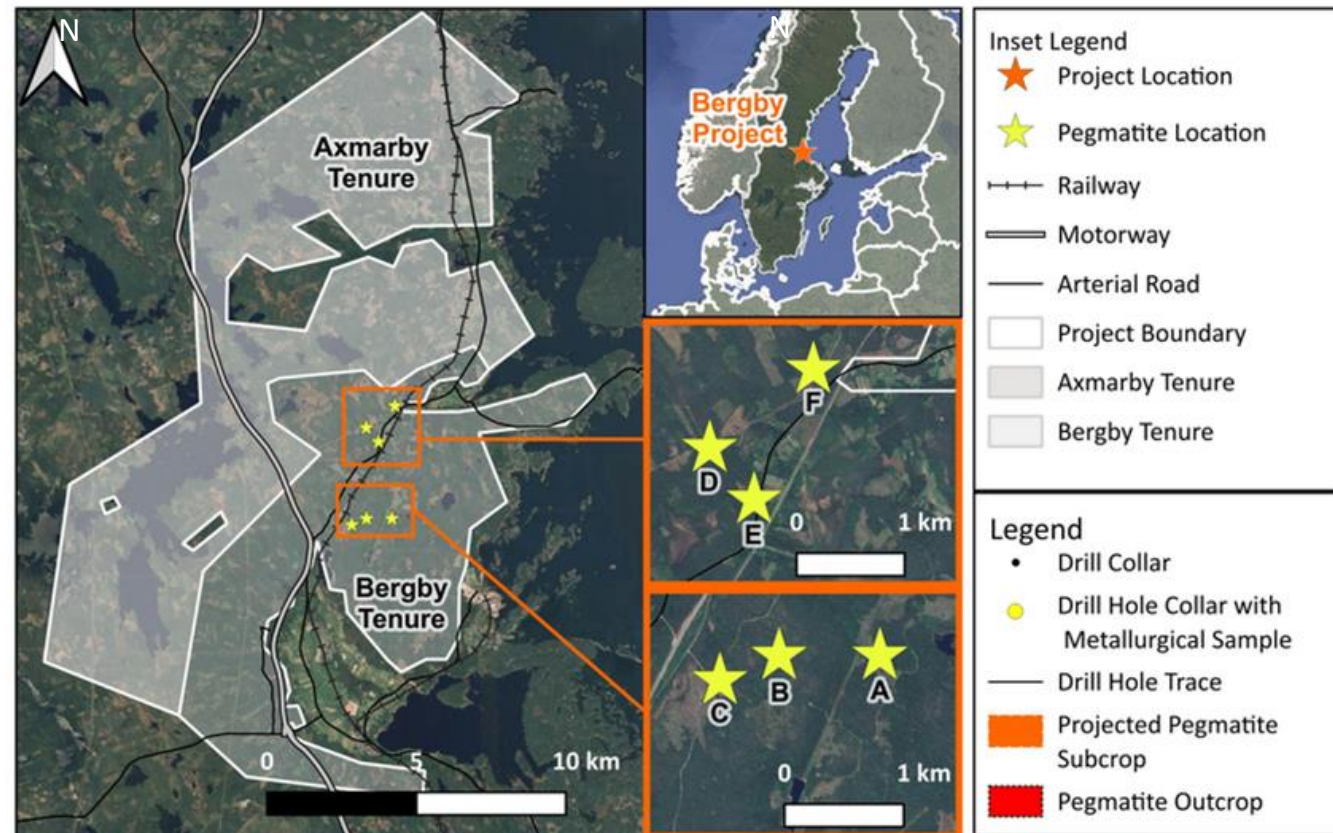 N
Axmarby
Tenure
Bergby
Tenure
0 5 10 km
N
Bergby
Project
F
D
E
0 1 km
C
B
A
0 1 km
Inset Legend
Project Location
Pegmatite Location
Railway
Motorway
Arterial Road
Project Boundary
Axmarby Tenure
Bergby Tenure
Legend
Drill Collar
Drill Hole Collar with
Metallurgical Sample
Drill Hole Trace
Projected Pegmatite
Subcrop
Pegmatite Outcrop